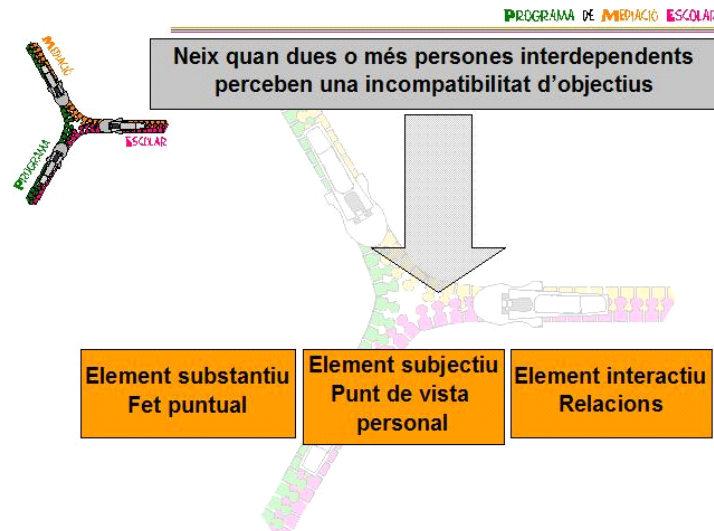 PROGRAMA DE MEDIACIÓ ESCOLAR
Neix quan dues o més persones interdependents
perceben una incompatibilitat d'objectius
MEDIACIÓ
ESCOLAR
PROGRAMA
Element substantiu
Fet puntual
Element subjectiu
Punt de vista
personal
Element interactiu
Relacions